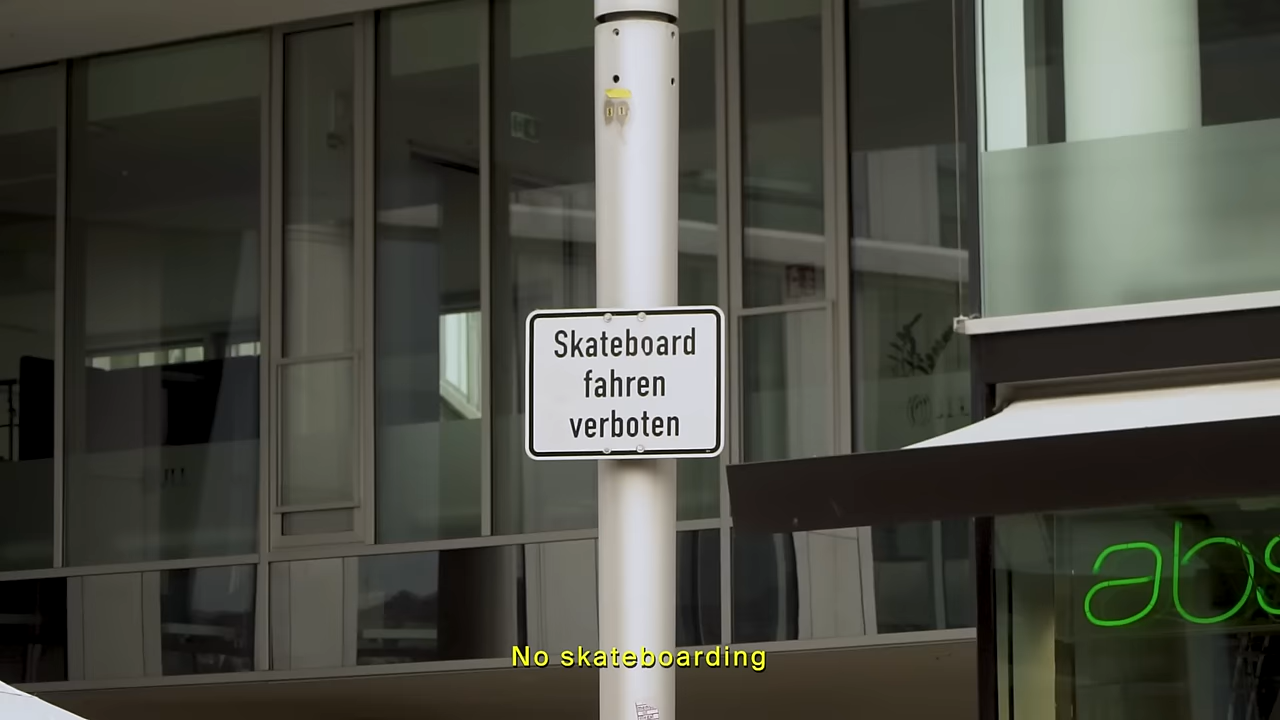 Skateboard
fahren
verboten
abs
No skateboarding